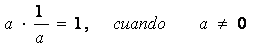 a · 1/a = 1, cuando a ≠ 0